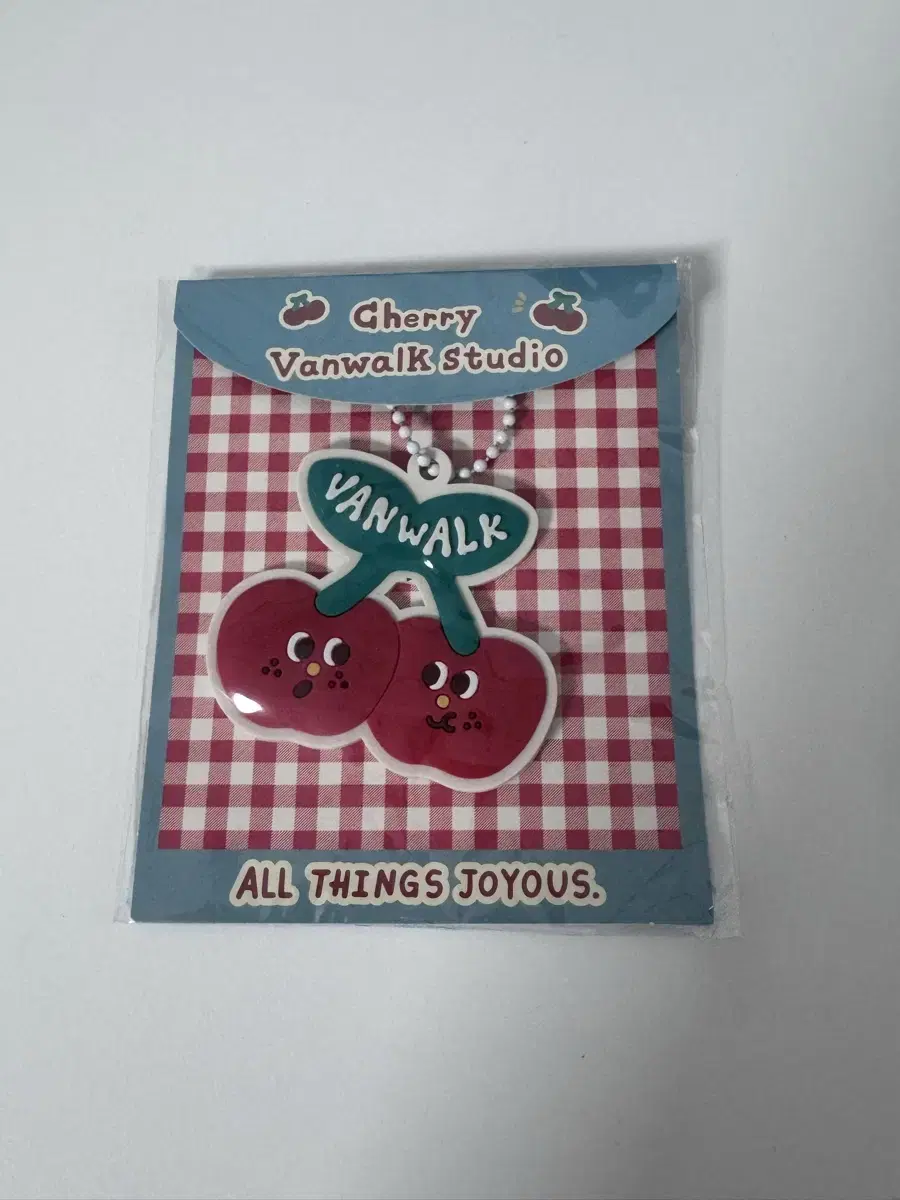 Cherry
Vanwalk Studio
VANWALK
ALL THINGS JOYOUS.